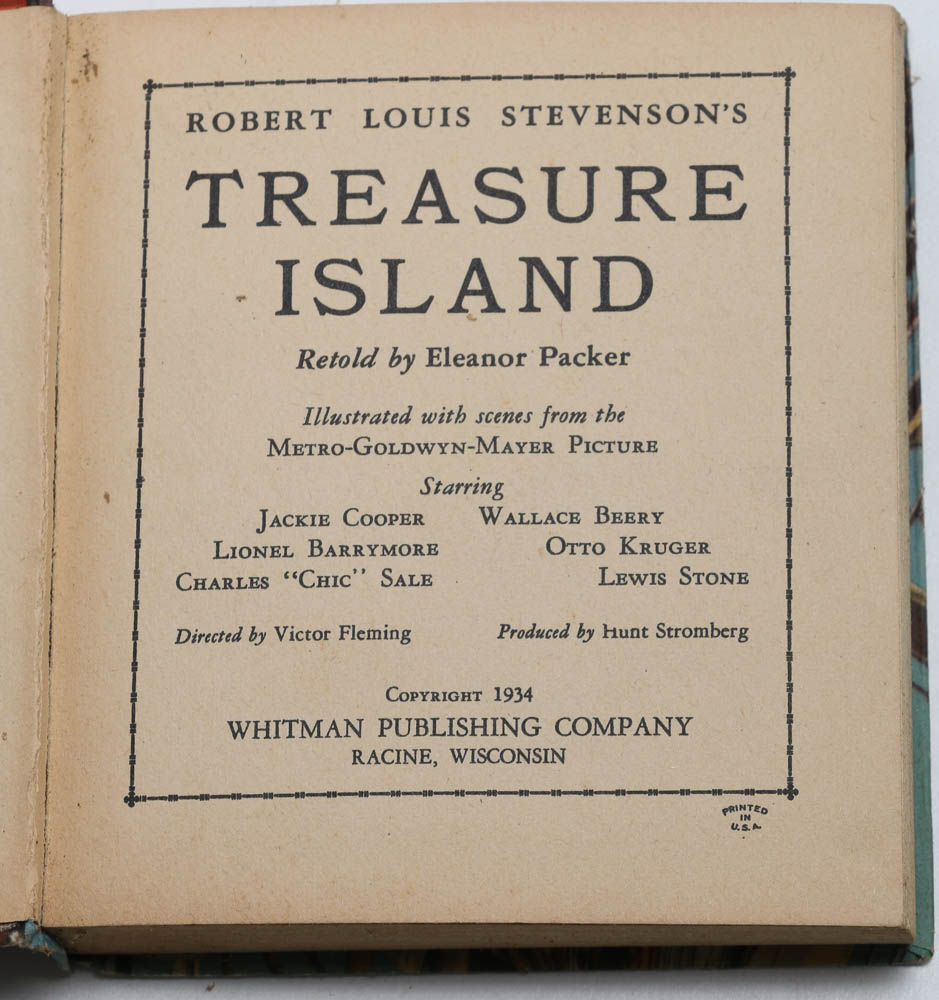 ROBERT LOUIS STEVENSON'S
TREASURE
ISLAND
Retold by Eleanor Packer
Illustrated with scenes from the
METRO-GOLDWYN-MAYER PICTURE
Starring
JACKIE COOPER WALLACE BEERY
LIONEL BARRYMORE OTTO KRUGER
CHARLES "CHIC" SALE LEWIS STONE
Directed by Victor Fleming Produced by Hunt Stromberg
COPYRIGHT 1934
WHITMAN PUBLISHING COMPANY
RACINE, WISCONSIN
PRINTED
IN
U.S.A.